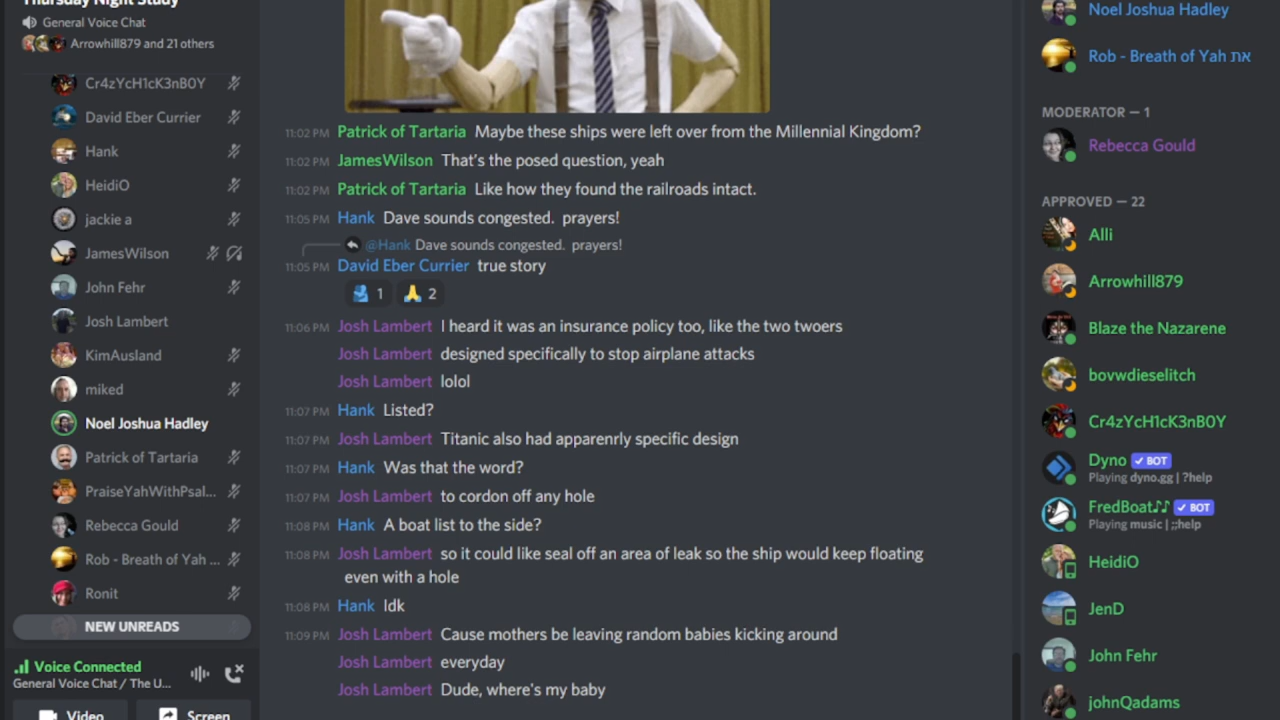 Thursday Night Study
General Voice Chat
Arrowhill879 and 21 others
Cr4zYcH1cK3nB0Y
David Eber Currier
Hank
HeidiO
jackie a
JamesWilson
John Fehr
Josh Lambert
KimAusland
miked
Noel Joshua Hadley
Patrick of Tartaria
PraiseYahWithPsal...
Rebecca Gould
Rob - Breath of Yah ...
Ronit
NEW UNREADS
Voice Connected
General Voice Chat / The U...
Video
Screen
11:02 PM Patrick of Tartaria Maybe these ships were left over from the Millennial Kingdom?
11:02 PM JamesWilson That's the posed question, yeah
11:02 PM Patrick of Tartaria Like how they found the railroads intact.
11:05 PM Hank Dave sounds congested. prayers!
@Hank Dave sounds congested. prayers!
11:05 PM David Eber Currier true story
1 2
11:06 PM Josh Lambert I heard it was an insurance policy too, like the two twoers
Josh Lambert designed specifically to stop airplane attacks
Josh Lambert lolol
11:07 PM Hank Listed?
11:07 PM Josh Lambert Titanic also had apparenrly specific design
11:07 PM Hank Was that the word?
11:07 PM Josh Lambert to cordon off any hole
11:08 PM Hank A boat list to the side?
11:08 PM Josh Lambert so it could like seal off an area of leak so the ship would keep floating
even with a hole
11:08 PM Hank Idk
11:09 PM Josh Lambert Cause mothers be leaving random babies kicking around
Josh Lambert everyday
Josh Lambert Dude, where's my baby
Noel Joshua Hadley
Rob - Breath of Yah את
MODERATOR — 1
Rebecca Gould
APPROVED — 22
Alli
Arrowhill879
Blaze the Nazarene
bovwdieselitch
Cr4zYcH1cK3nB0Y
Dyno ✓ BOT
Playing dyno.gg | ?help
FredBoat♪♪ ✓ BOT
Playing music | ;;help
HeidiO
JenD
John Fehr
johnQadams